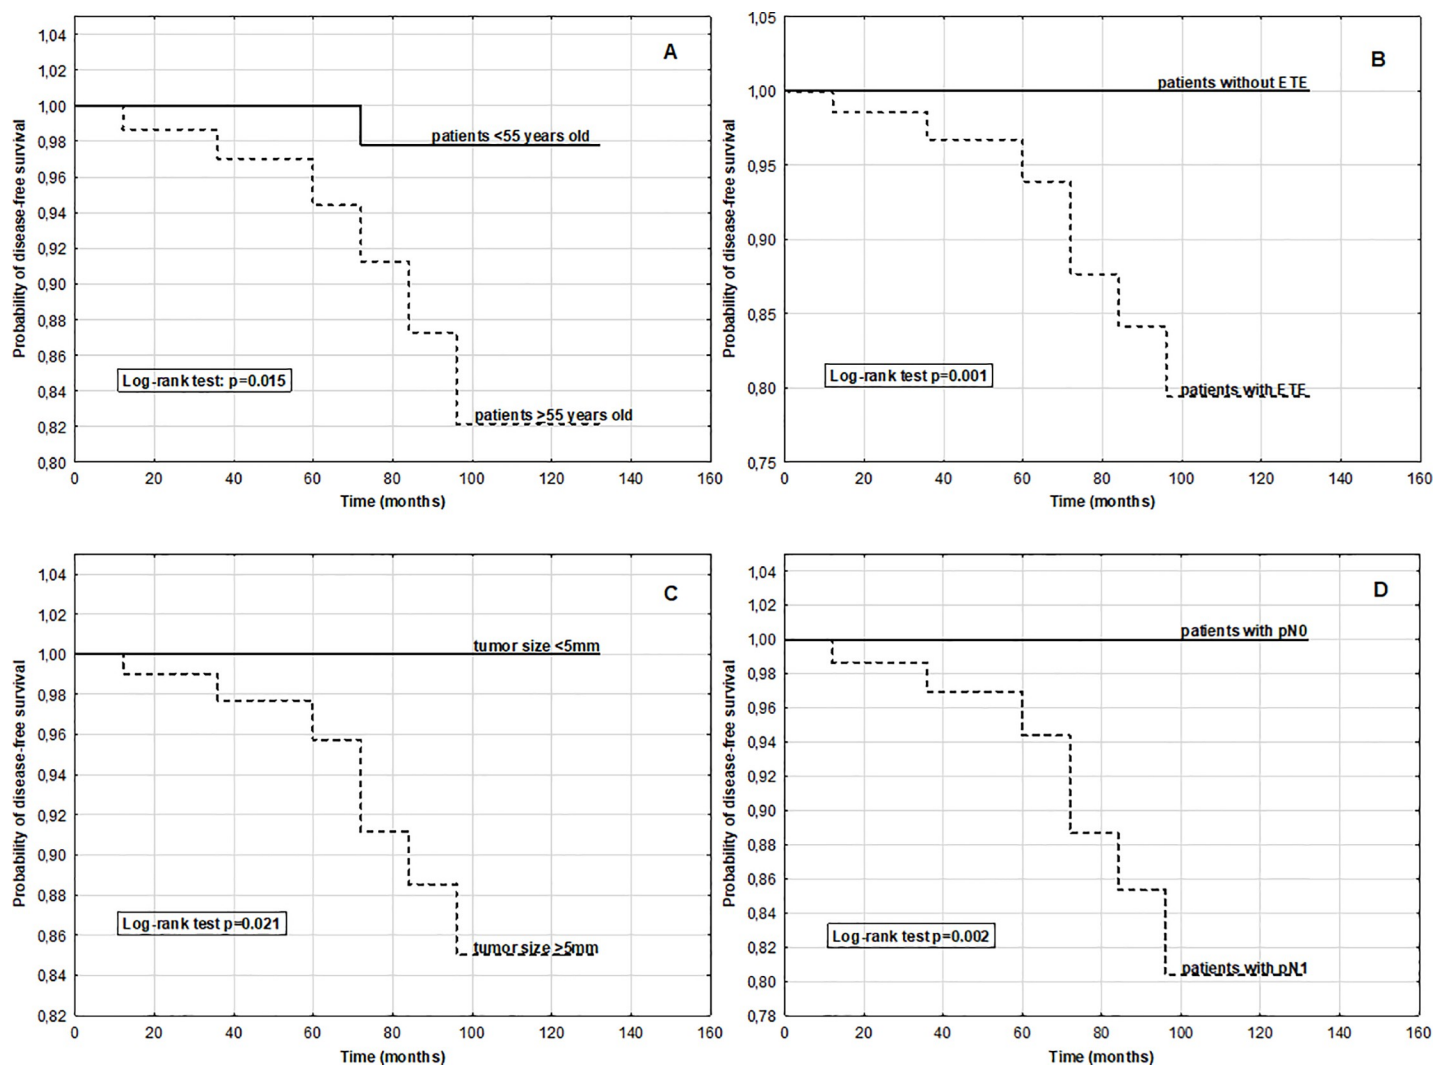 A
1,04
1,02
1,00
0,98
0,96
0,94
0,92
0,90
0,88
0,86
0,84
0,82
0,80
Probability of disease-free survival
patients <55 years old
Log-rank test: p=0.015
patients >55 years old
0 20 40 60 80 100 120 140 160
Time (months)
B
1,05
1,00
0,95
0,90
0,85
0,80
0,75
Probability of disease-free survival
patients without ETE
Log-rank test p=0.001
patients with ETE
0 20 40 60 80 100 120 140 160
Time (months)
C
1,04
1,02
1,00
0,98
0,96
0,94
0,92
0,90
0,88
0,86
0,84
0,82
Probability of disease-free survival
tumor size <5mm
Log-rank test p=0.021
tumor size >5mm
0 20 40 60 80 100 120 140 160
Time (months)
D
1,04
1,02
1,00
0,98
0,96
0,94
0,92
0,90
0,88
0,86
0,84
0,82
0,80
0,78
Probability of disease-free survival
patients with pN0
Log-rank test p=0.002
patients with pN1
0 20 40 60 80 100 120 140 160
Time (months)